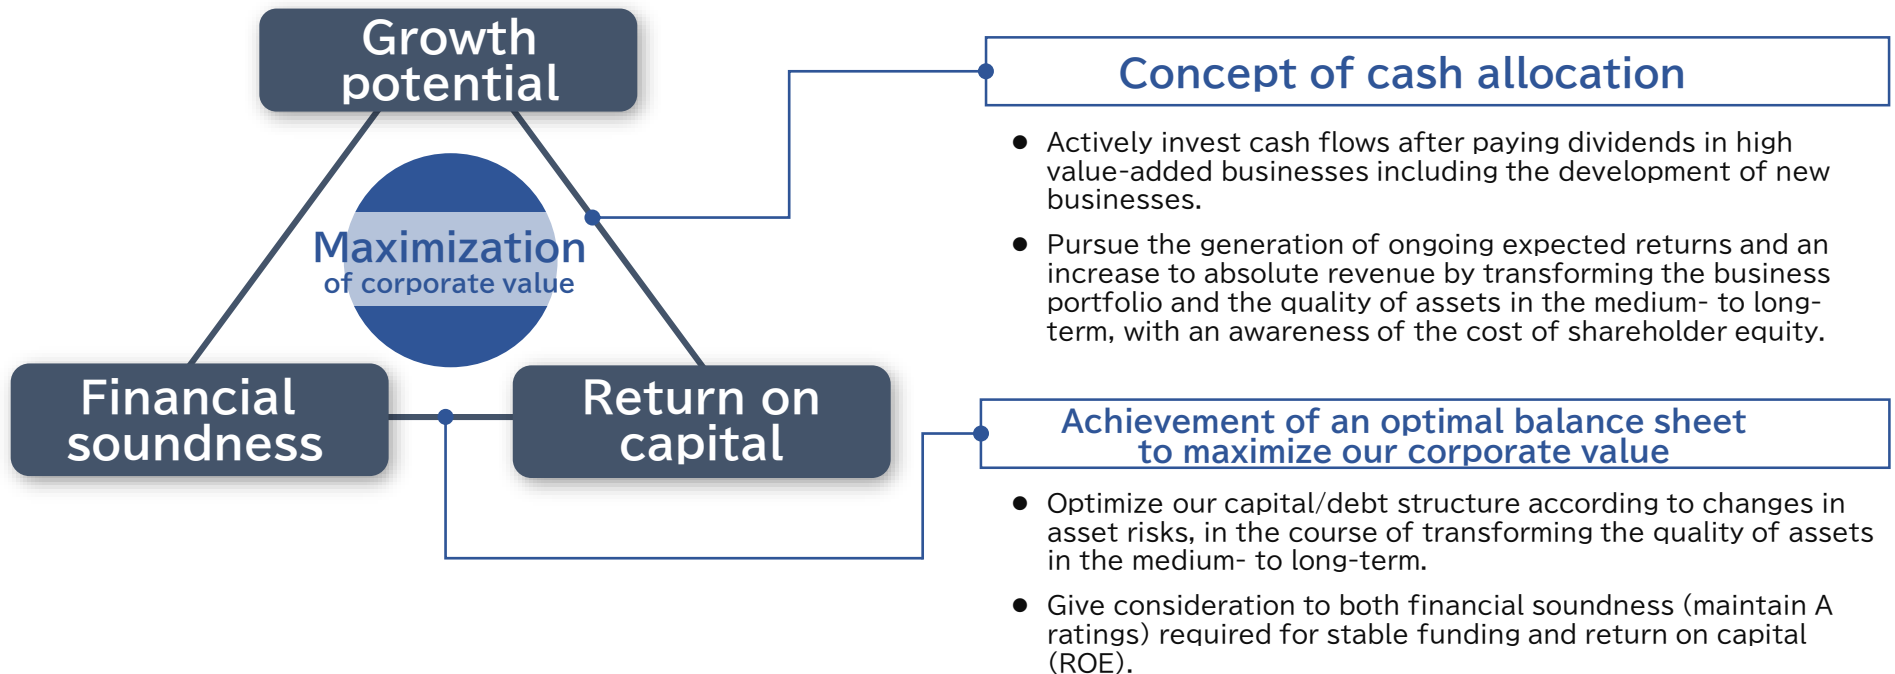 Growth
potential
Maximization
of corporate value
Financial
soundness
Return on
capital
Concept of cash allocation
● Actively invest cash flows after paying dividends in high
value-added businesses including the development of new
businesses.
● Pursue the generation of ongoing expected returns and an
increase to absolute revenue by transforming the business
portfolio and the quality of assets in the medium- to long-
term, with an awareness of the cost of shareholder equity.
Achievement of an optimal balance sheet
to maximize our corporate value
● Optimize our capital/debt structure according to changes in
asset risks, in the course of transforming the quality of assets
in the medium- to long-term.
● Give consideration to both financial soundness (maintain A
ratings) required for stable funding and return on capital
(ROE).